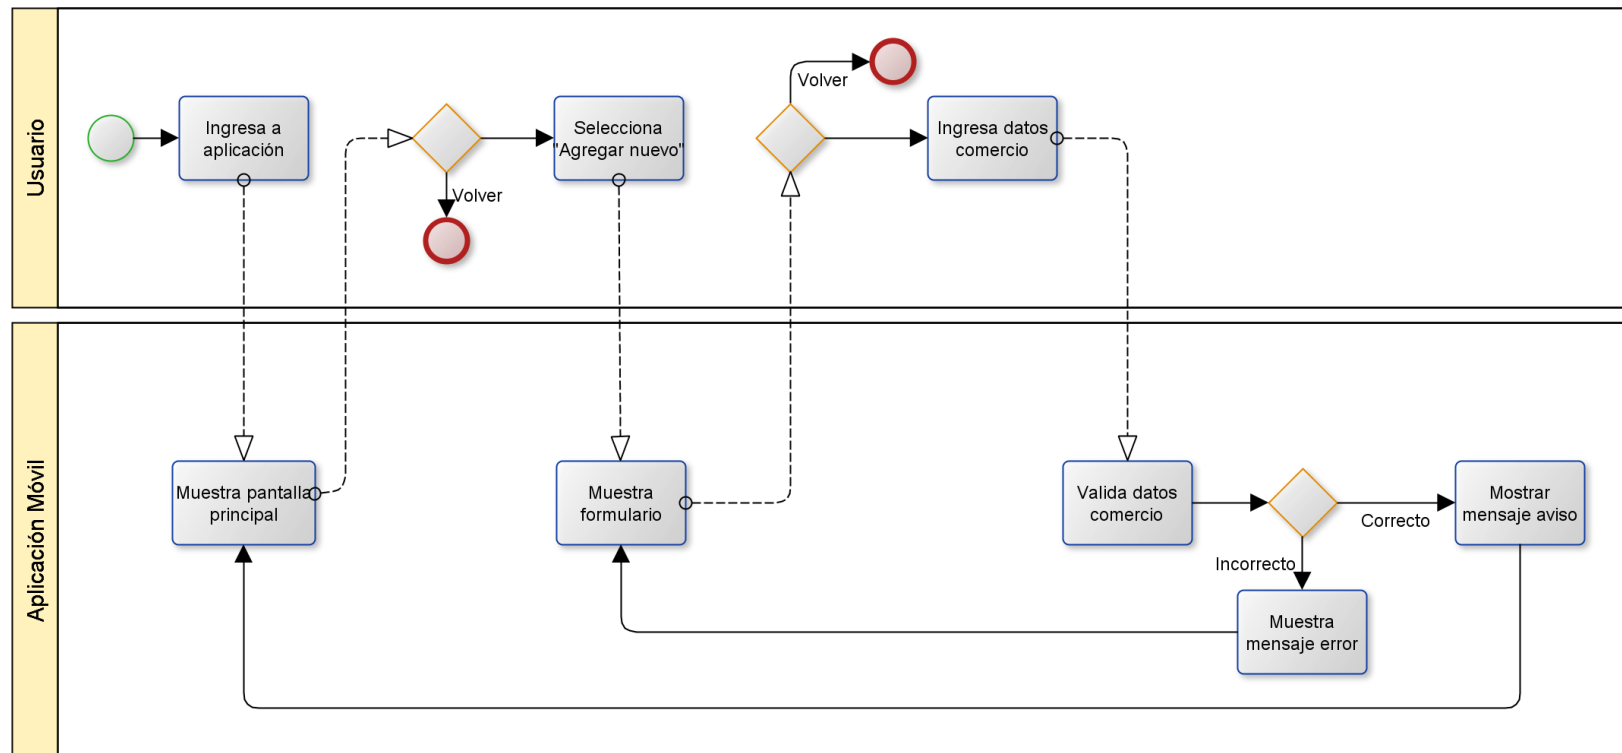 Usuario
Ingresa a
aplicación
Volver
Selecciona
"Agregar nuevo"
Volver
Ingresa datos
comercio
Aplicación Móvil
Muestra pantalla
principal
Muestra
formulario
Valida datos
comercio
Correcto
Incorrecto
Mostrar
mensaje aviso
Muestra
mensaje error